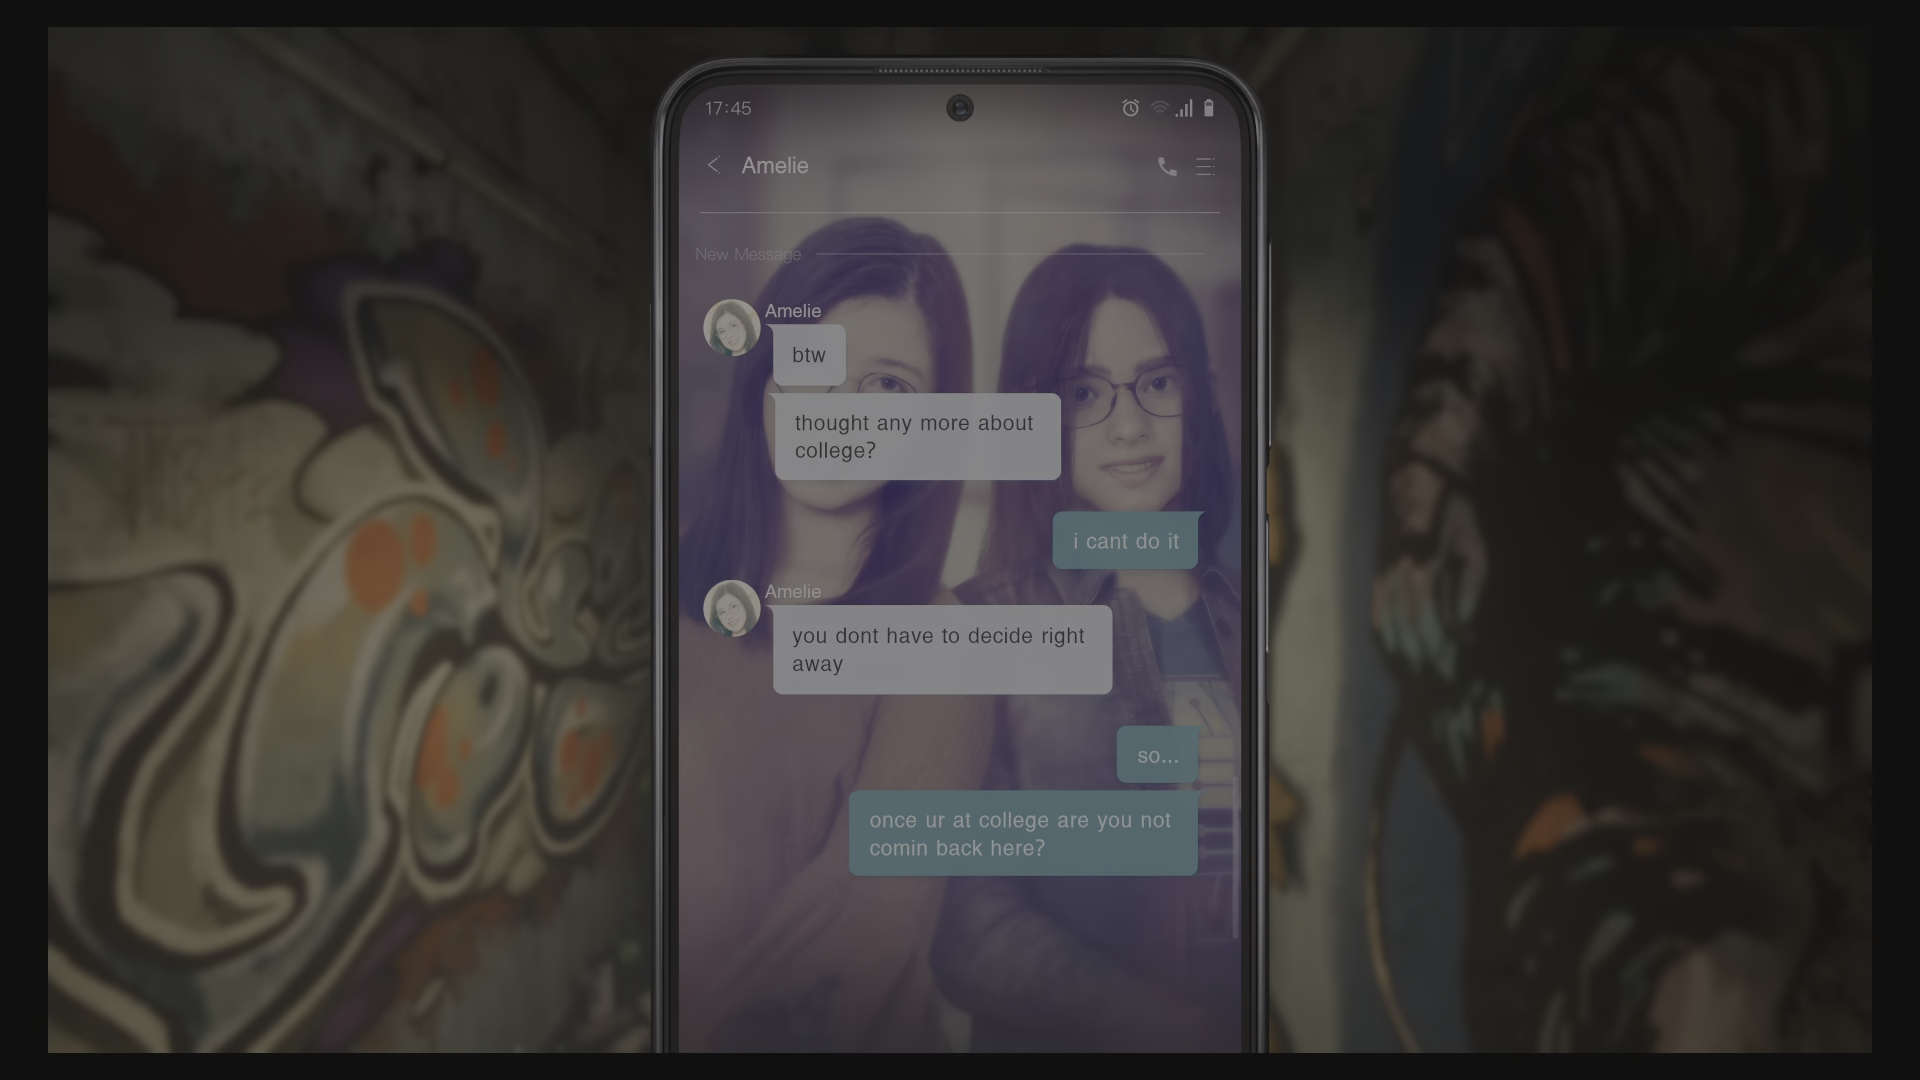 17:45
Amelie
New Message
Amelie
btw
thought any more about
college?
i cant do it
Amelie
you dont have to decide right
away
so...
once ur at college are you not
comin back here?